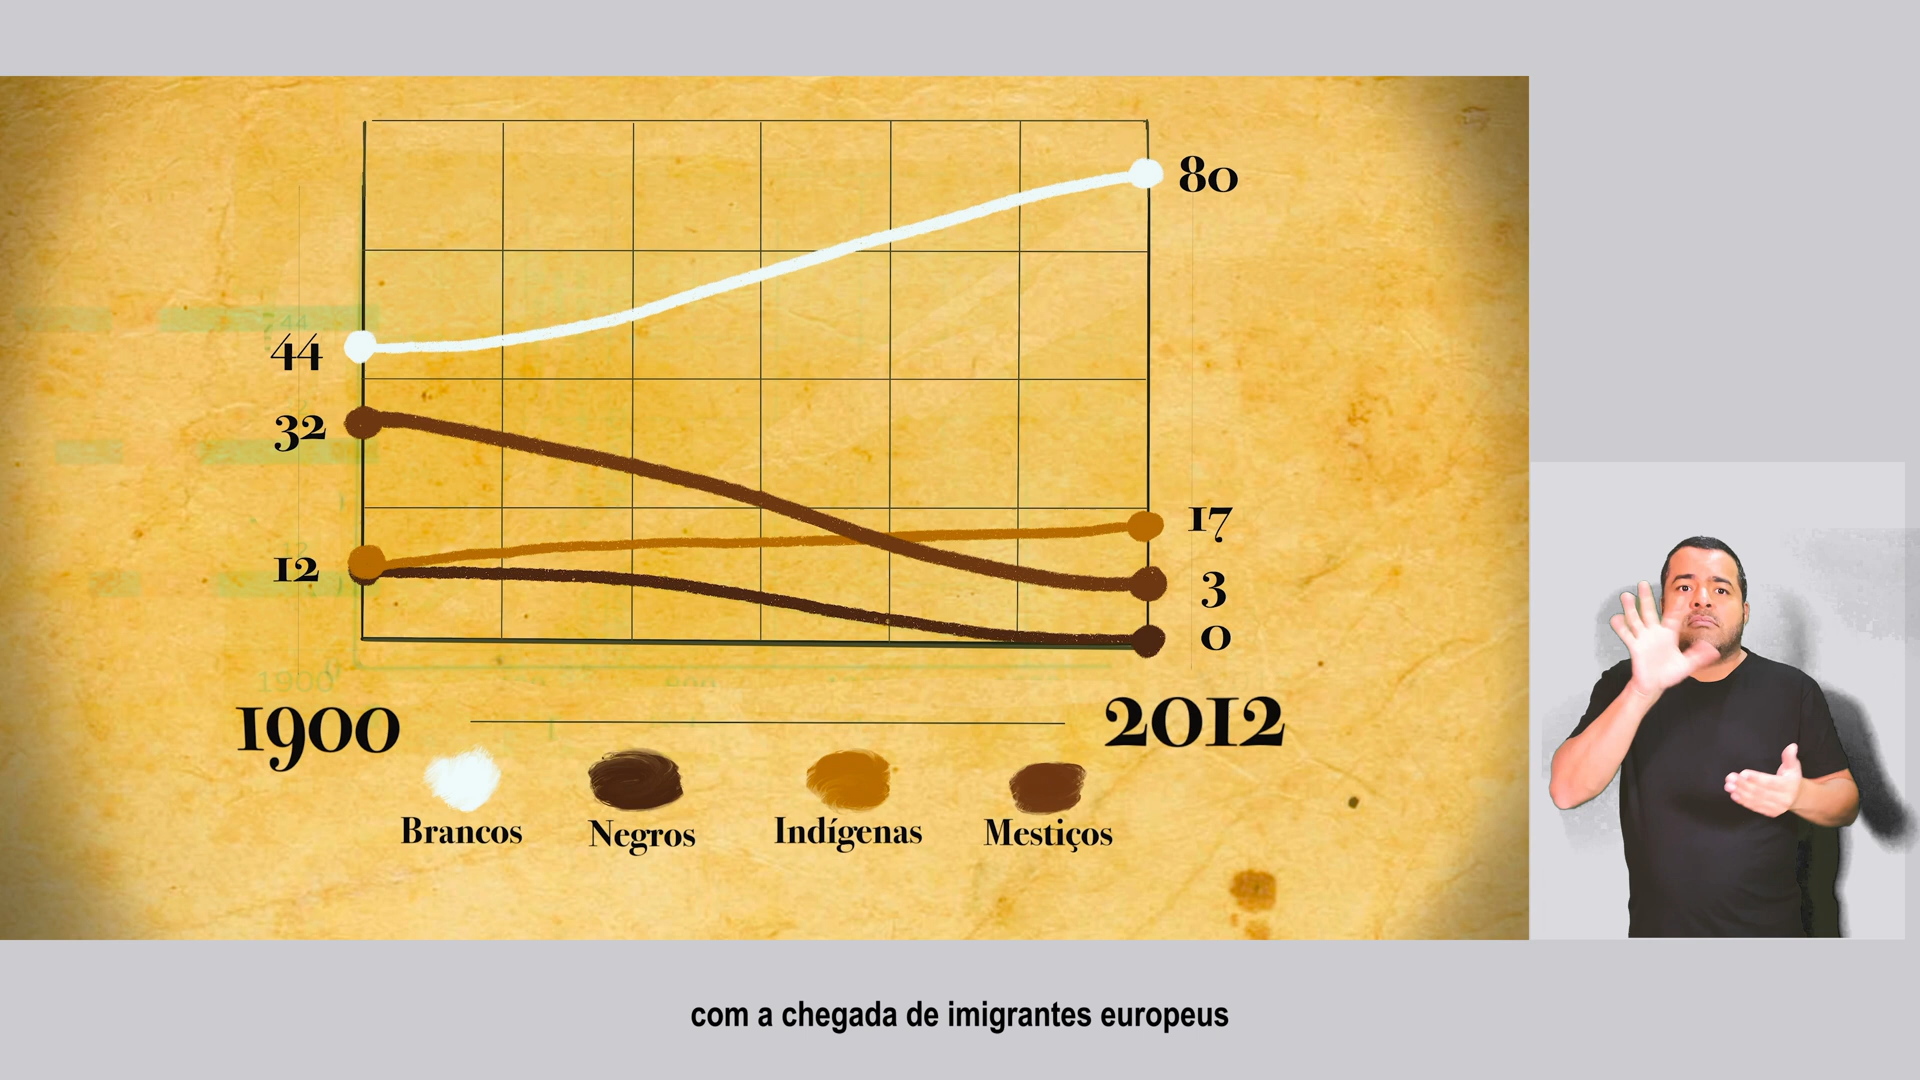 80
44
32
17
12
3
0
1900
2012
Brancos
Negros
Indígenas
Mestiços
com a chegada de imigrantes europeus